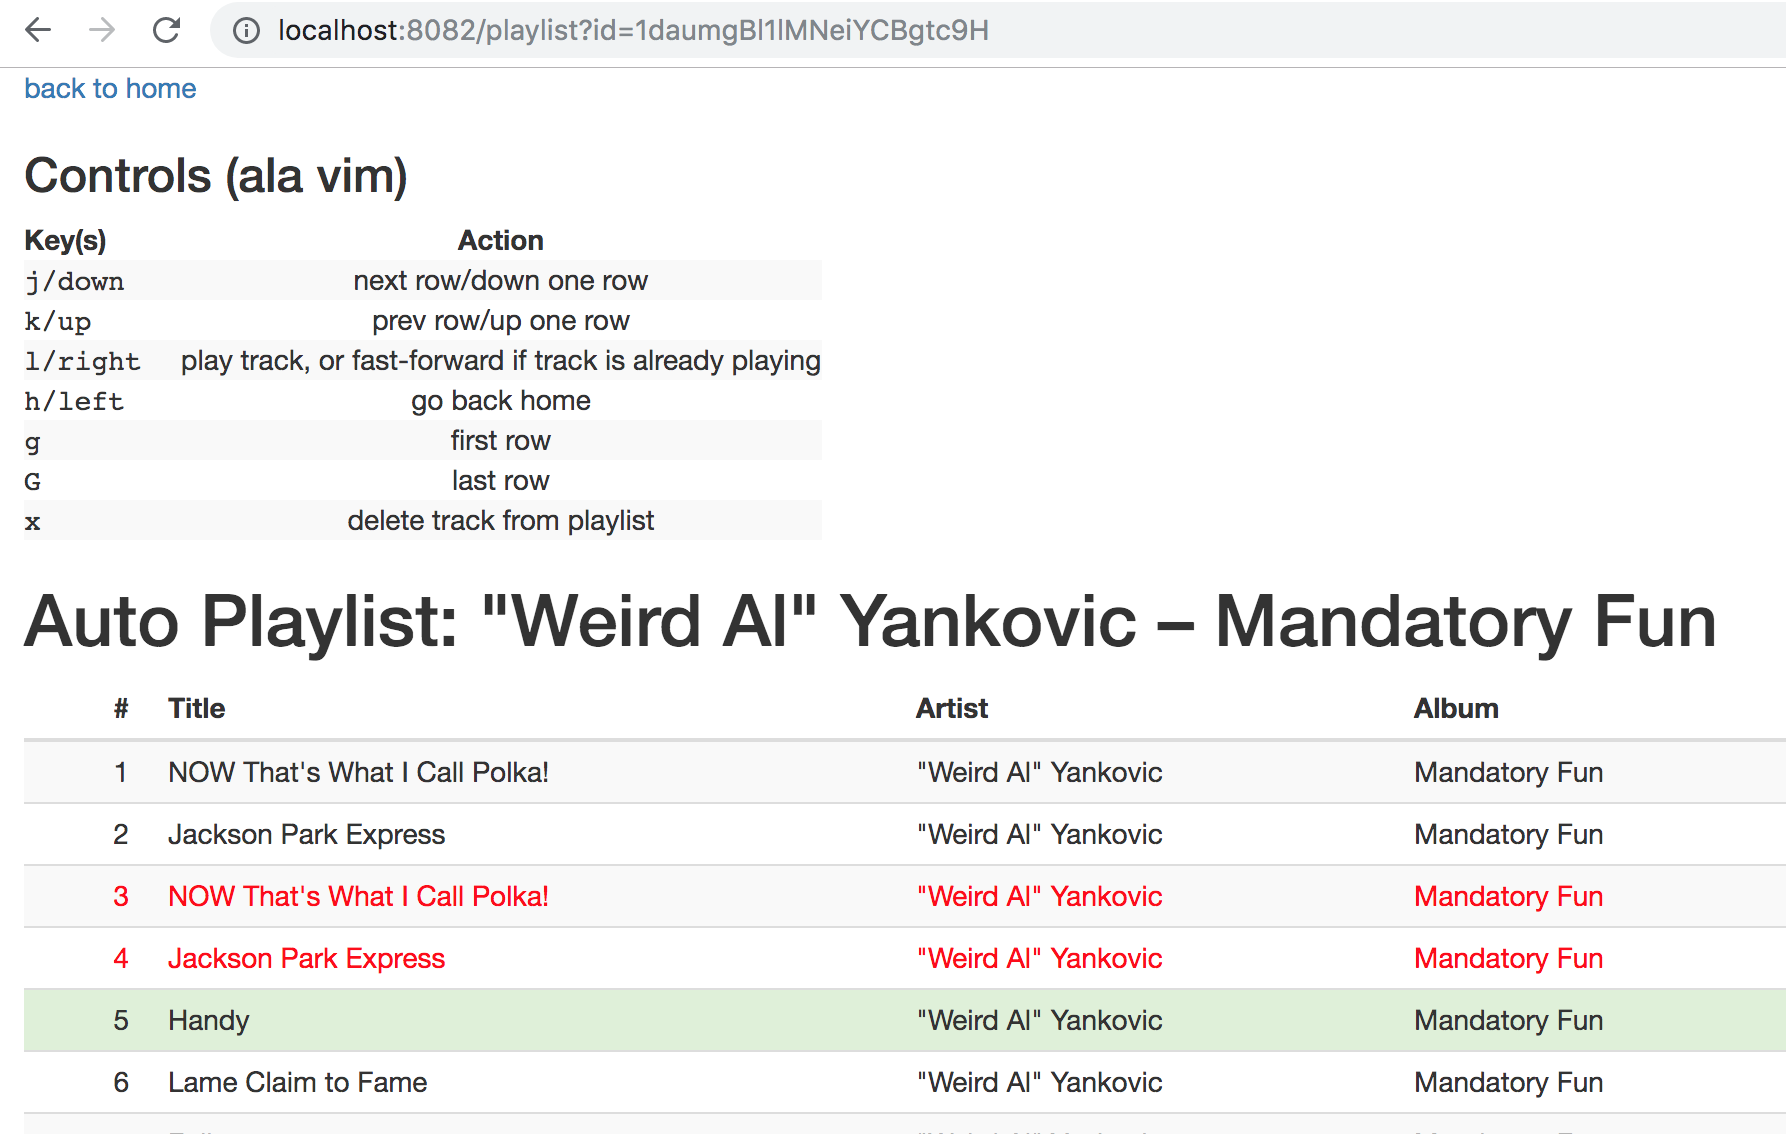 localhost:8082/playlist?id=1daumgBl1lMNeiYCBgtc9H
back to home
Controls (ala vim)
Key(s) Action
j/down next row/down one row
k/up prev row/up one row
l/right play track, or fast-forward if track is already playing
h/left go back home
g first row
G last row
x delete track from playlist
Auto Playlist: "Weird Al" Yankovic – Mandatory Fun
# Title Artist Album
1 NOW That's What I Call Polka! "Weird Al" Yankovic Mandatory Fun
2 Jackson Park Express "Weird Al" Yankovic Mandatory Fun
3 NOW That's What I Call Polka! "Weird Al" Yankovic Mandatory Fun
4 Jackson Park Express "Weird Al" Yankovic Mandatory Fun
5 Handy "Weird Al" Yankovic Mandatory Fun
6 Lame Claim to Fame "Weird Al" Yankovic Mandatory Fun